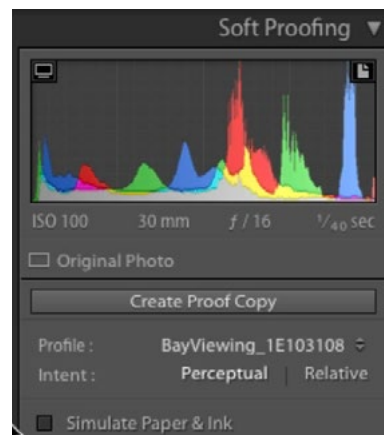 Soft Proofing
ISO 100 30 mm ƒ / 16 1/40 sec
Original Photo
Create Proof Copy
Profile : BayViewing_1E103108
Intent : Perceptual | Relative
Simulate Paper & Ink